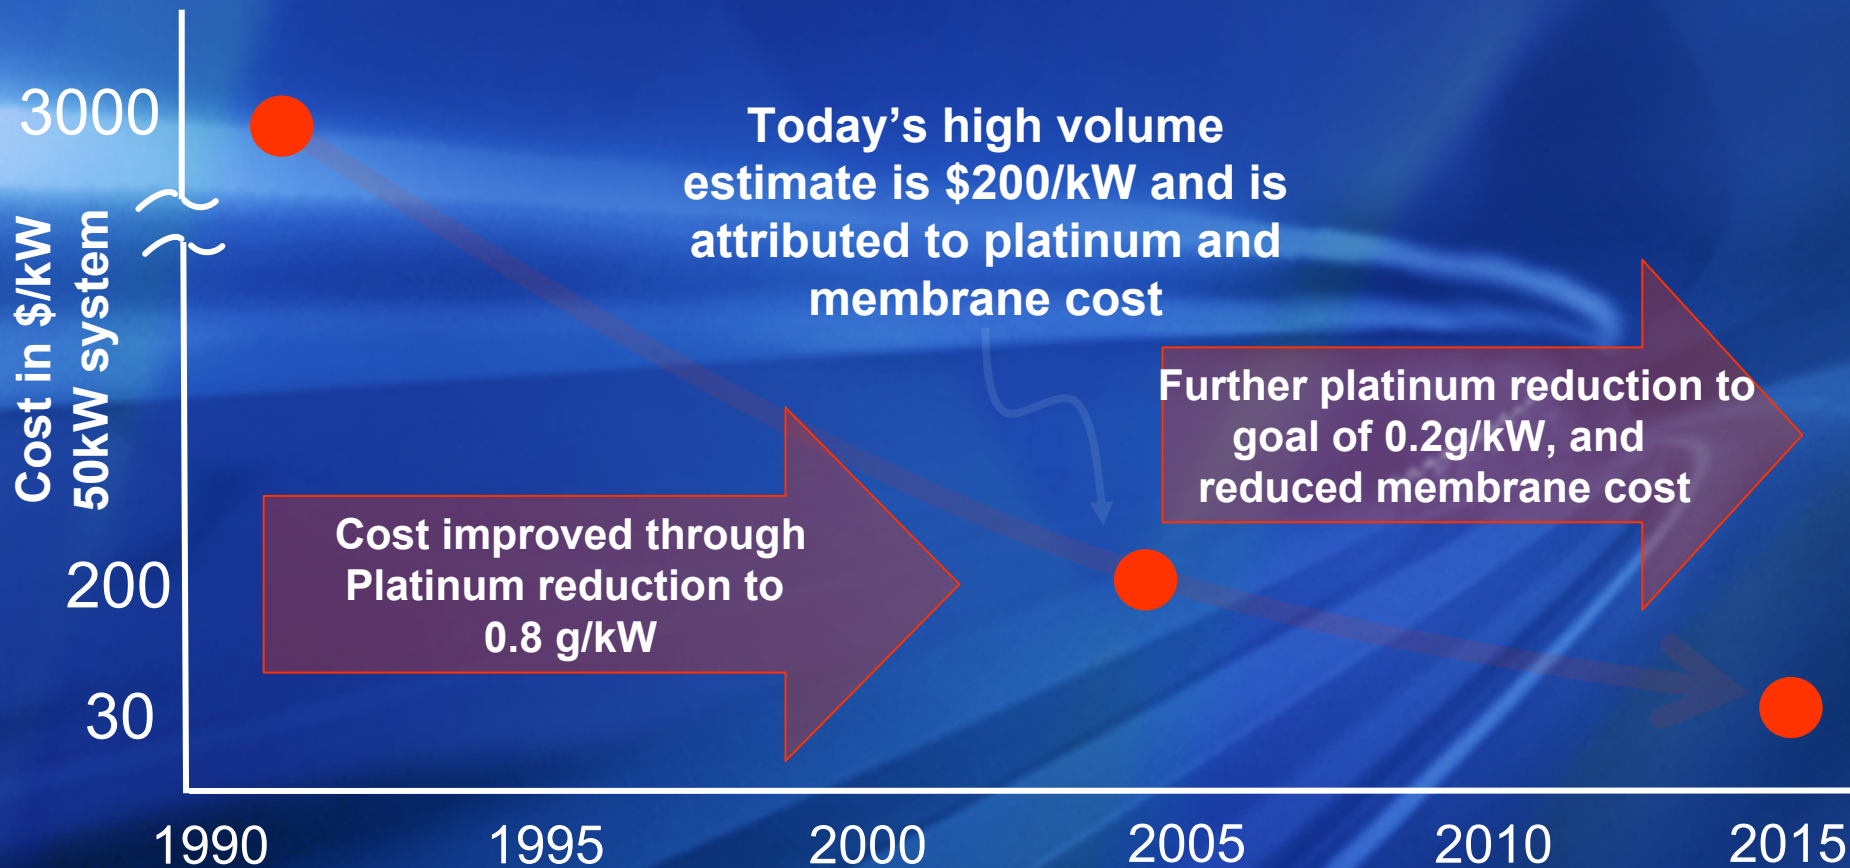 3000
Cost in $/kW
50kW system
200
30
Today's high volume
estimate is $200/kW and is
attributed to platinum and
membrane cost
Further platinum reduction to
goal of 0.2g/kW, and
reduced membrane cost
Cost improved through
Platinum reduction to
0.8 g/kW
1990 1995 2000 2005 2010 2015